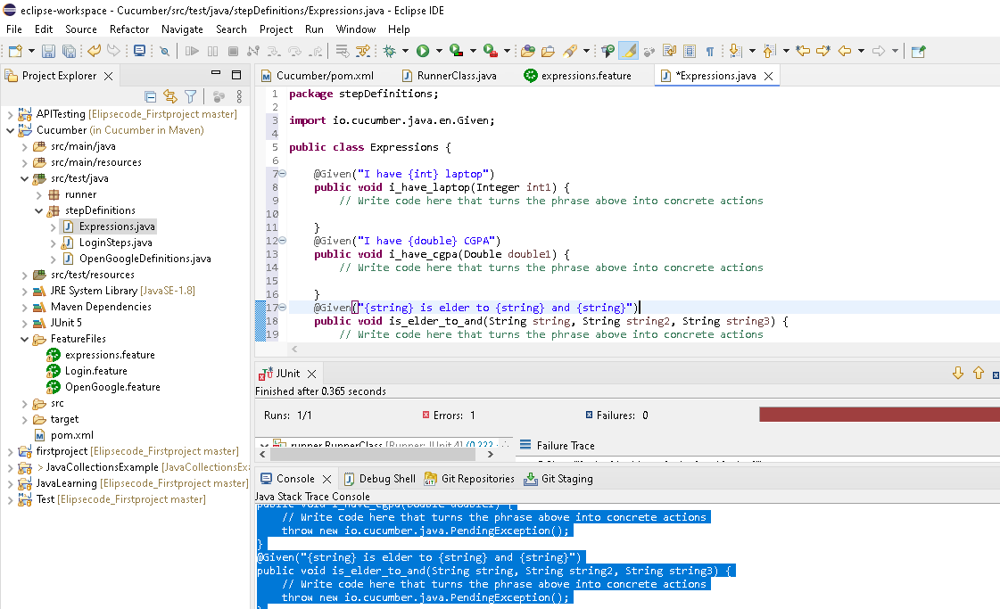 eclipse-workspace - Cucumber/src/test/java/stepDefinitions/Expressions.java - Eclipse IDE
File Edit Source Refactor Navigate Search Project Run Window Help
Project Explorer
APITesting [Elipsecode_Firstproject master]
Cucumber (in Cucumber in Maven)
src/main/java
src/main/resources
src/test/java
runner
stepDefinitions
Expressions.java
LoginSteps.java
OpenGoogleDefinitions.java
src/test/resources
JRE System Library [JavaSE-1.8]
Maven Dependencies
JUnit 5
FeatureFiles
expressions.feature
Login.feature
OpenGoogle.feature
src
target
pom.xml
firstproject [Elipsecode_Firstproject master]
> JavaCollectionsExample [JavaCollectionsExa
JavaLearning [Elipsecode_Firstproject master]
Test [Elipsecode_Firstproject master]
Cucumber/pom.xml RunnerClass.java expressions.feature *Expressions.java
1 package stepDefinitions;
2
3 import io.cucumber.java.en.Given;
4
5 public class Expressions {
6
7 @Given("I have {int} laptop")
8 public void i_have_laptop(Integer int1) {
9 // Write code here that turns the phrase above into concrete actions
10
11 }
12 @Given("I have {double} CGPA")
13 public void i_have_cgpa(Double double1) {
14 // Write code here that turns the phrase above into concrete actions
15
16 }
17 @Given("{string} is elder to {string} and {string}")
18 public void is_elder_to_and(String string, String string2, String string3) {
19 // Write code here that turns the phrase above into concrete actions
JUnit
Finished after 0.365 seconds
Runs: 1/1 Errors: 1 Failures: 0
runner.RunnerClass [Runner: JUnit 4] (0.222
Failure Trace
Console Debug Shell Git Repositories Git Staging
Java Stack Trace Console
public void i_have_cgpa(Double double1) {
// Write code here that turns the phrase above into concrete actions
throw new io.cucumber.java.PendingException();
}
@Given("{string} is elder to {string} and {string}")
public void is_elder_to_and(String string, String string2, String string3) {
// Write code here that turns the phrase above into concrete actions
throw new io.cucumber.java.PendingException();